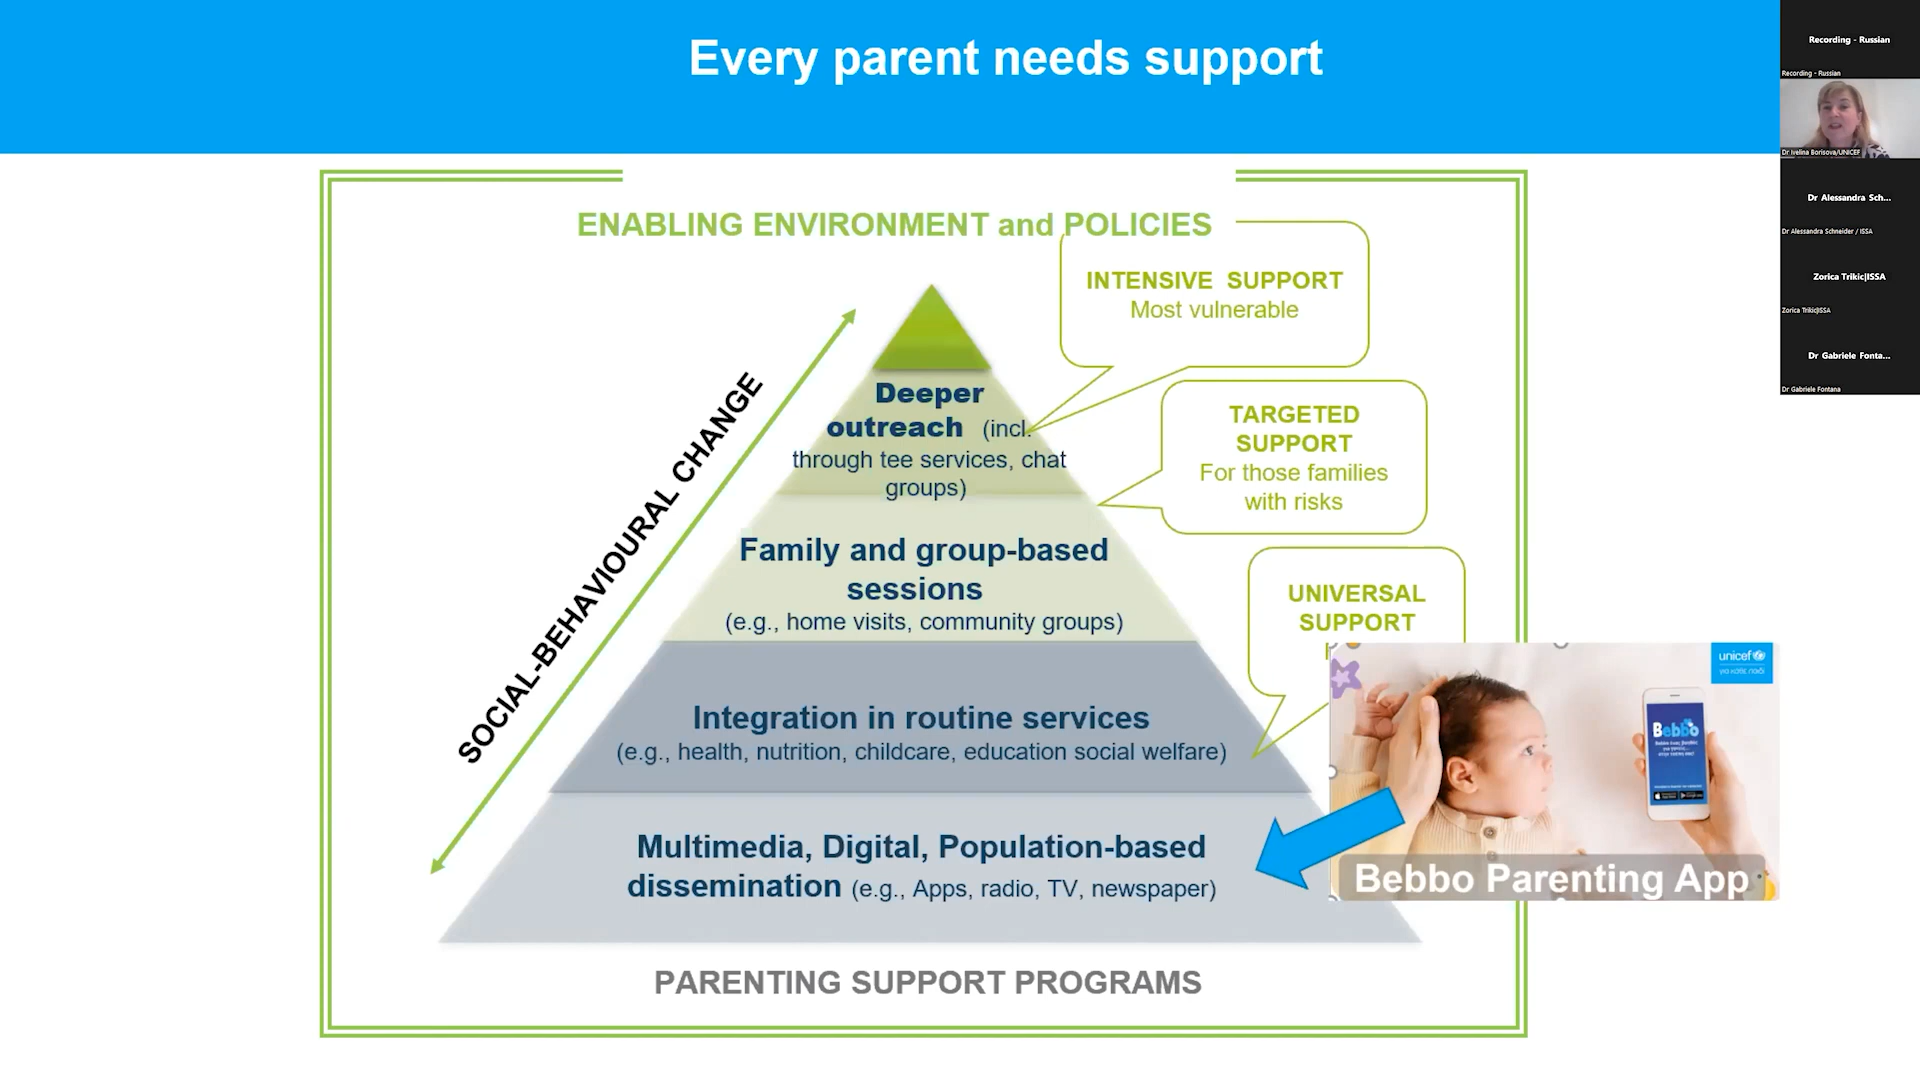 Every parent needs support
ENABLING ENVIRONMENT and POLICIES
INTENSIVE SUPPORT
Most vulnerable
TARGETED
SUPPORT
For those families
with risks
UNIVERSAL
SUPPORT
SOCIAL-BEHAVIOURAL CHANGE
Deeper
outreach (incl.
through tee services, chat
groups)
Family and group-based
sessions
(e.g., home visits, community groups)
Integration in routine services
(e.g., health, nutrition, childcare, education social welfare)
Multimedia, Digital, Population-based
dissemination (e.g., Apps, radio, TV, newspaper)
PARENTING SUPPORT PROGRAMS
unicef
για κάθε παιδί
Bebbo
Bebbo Parenting App
Recording - Russian
Recording - Russian
Dr Ivelina Borisova/UNICEF
Dr Alessandra Sch...
Dr Alessandra Schneider / ISSA
Zorica Trikic|ISSA
Zorica Trikic|ISSA
Dr Gabriele Fonta...
Dr Gabriele Fontana